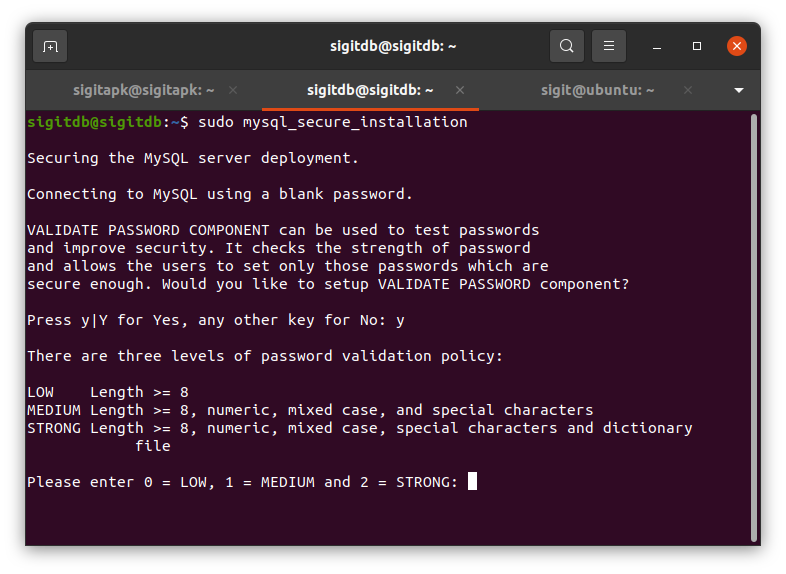 sigitdb@sigitdb: ~
sigitapk@sigitapk: ~
sigitdb@sigitdb: ~
sigit@ubuntu: ~
sigitdb@sigitdb:~$ sudo mysql_secure_installation
Securing the MySQL server deployment.
Connecting to MySQL using a blank password.
VALIDATE PASSWORD COMPONENT can be used to test passwords
and improve security. It checks the strength of password
and allows the users to set only those passwords which are
secure enough. Would you like to setup VALIDATE PASSWORD component?
Press y|Y for Yes, any other key for No: y
There are three levels of password validation policy:
LOW    Length >= 8
MEDIUM Length >= 8, numeric, mixed case, and special characters
STRONG Length >= 8, numeric, mixed case, special characters and dictionary
file
Please enter 0 = LOW, 1 = MEDIUM and 2 = STRONG: